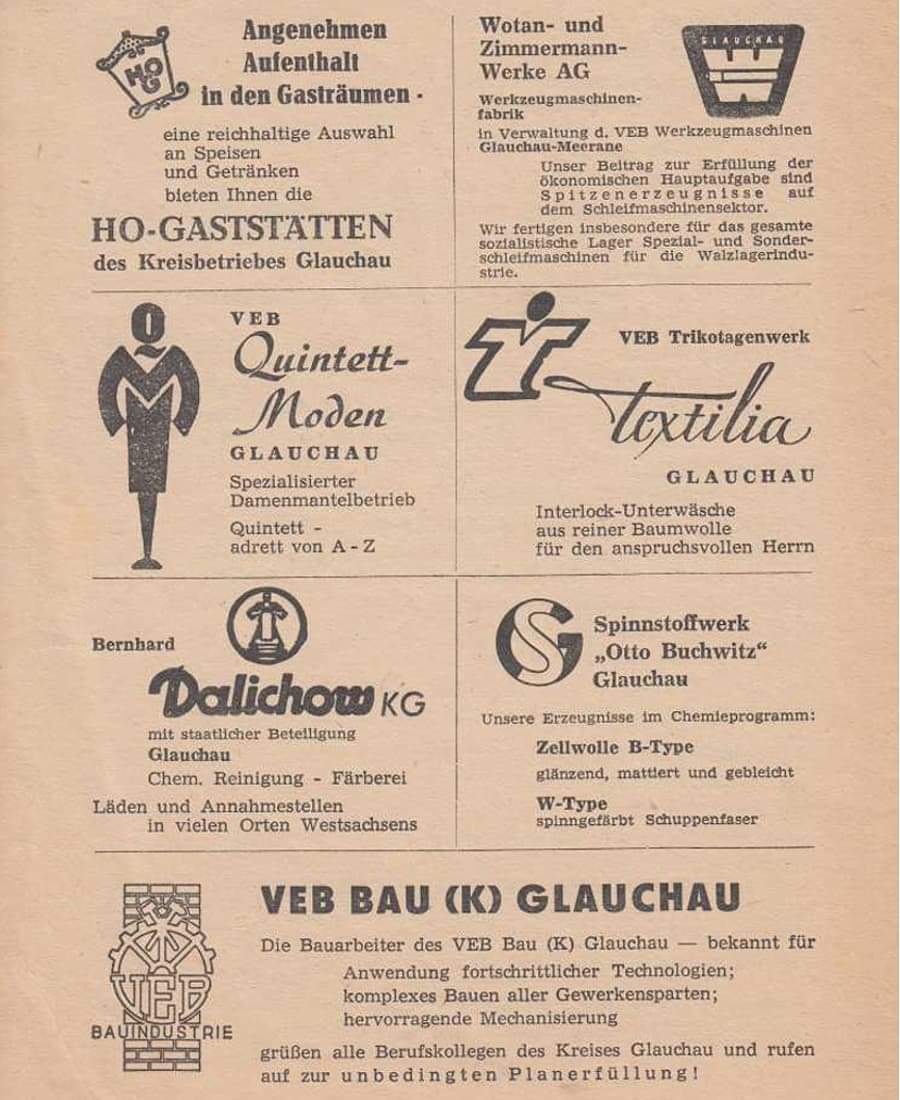 HO
G
Angenehmen
Aufenthalt
in den Gasträumen -
eine reichhaltige Auswahl
an Speisen
und Getränken
bieten Ihnen die
HO-GASTSTÄTTEN
des Kreisbetriebes Glauchau
Wotan- und
Zimmermann-
Werke AG
GLAUCHAU
Werkzeugmaschinen-
fabrik
in Verwaltung d. VEB Werkzeugmaschinen
Glauchau-Meerane
Unser Beitrag zur Erfüllung der
ökonomischen Hauptaufgabe sind
Spitzenerzeugnisse auf
dem Schleifmaschinensektor.
Wir fertigen insbesondere für das gesamte
sozialistische Lager Spezial- und Sonder-
schleifmaschinen für die Walzlagerindu-
strie.
Q
M
VEB
Quintett-
Moden
GLAUCHAU
Spezialisierter
Damenmantelbetrieb
Quintett -
adrett von A-Z
VEB Trikotagenwerk
Textilia
GLAUCHAU
Interlock-Unterwäsche
aus reiner Baumwolle
für den anspruchsvollen Herrn
Bernhard
Dalichow KG
mit staatlicher Beteiligung
Glauchau
Chem. Reinigung - Färberei
Läden und Annahmestellen
in vielen Orten Westsachsens
SG
Spinnstoffwerk
„Otto Buchwitz“
Glauchau
Unsere Erzeugnisse im Chemieprogramm:
Zellwolle B-Type
glänzend, mattiert und gebleicht
W-Type
spinngefärbt Schuppenfaser
VEB
BAUINDUSTRIE
VEB BAU (K) GLAUCHAU
Die Bauarbeiter des VEB Bau (K) Glauchau — bekannt für
Anwendung fortschrittlicher Technologien;
komplexes Bauen aller Gewerkensparten;
hervorragende Mechanisierung
grüßen alle Berufskollegen des Kreises Glauchau und rufen
auf zur unbedingten Planerfüllung!